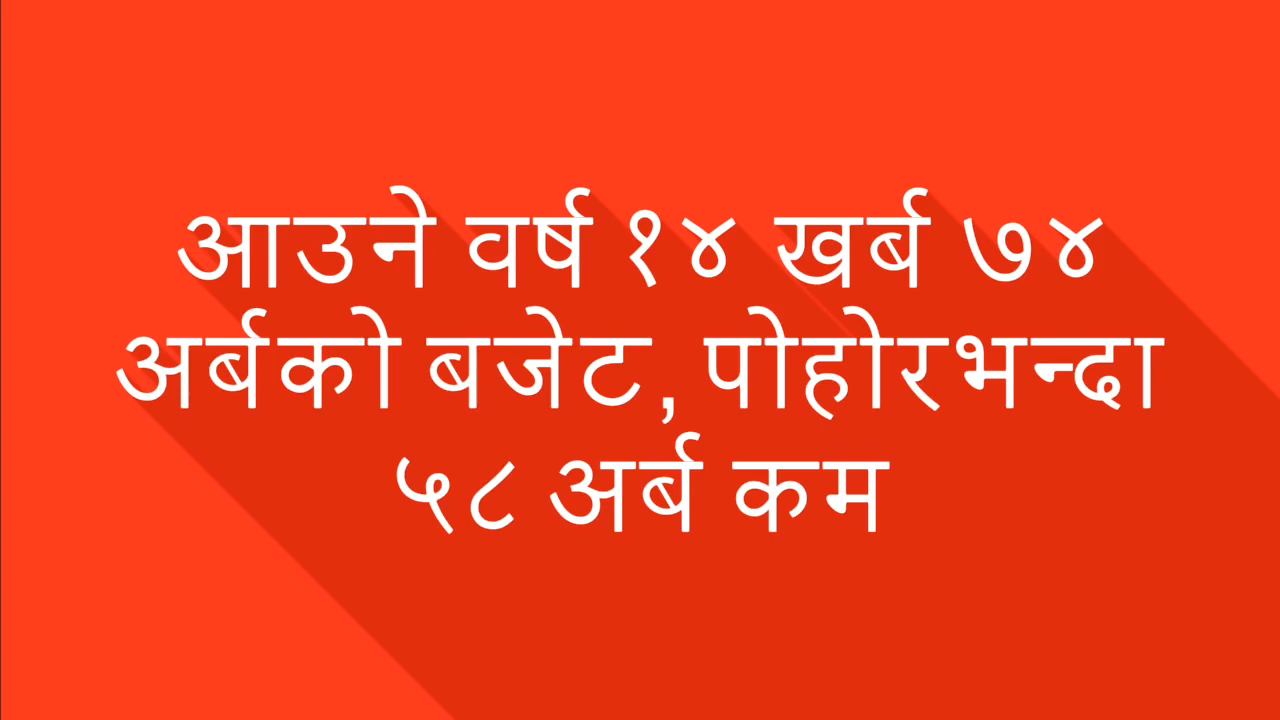 आउने वर्ष १४ खर्ब ७४
अर्बको बजेट, पोहोरभन्दा
५८ अर्ब कम